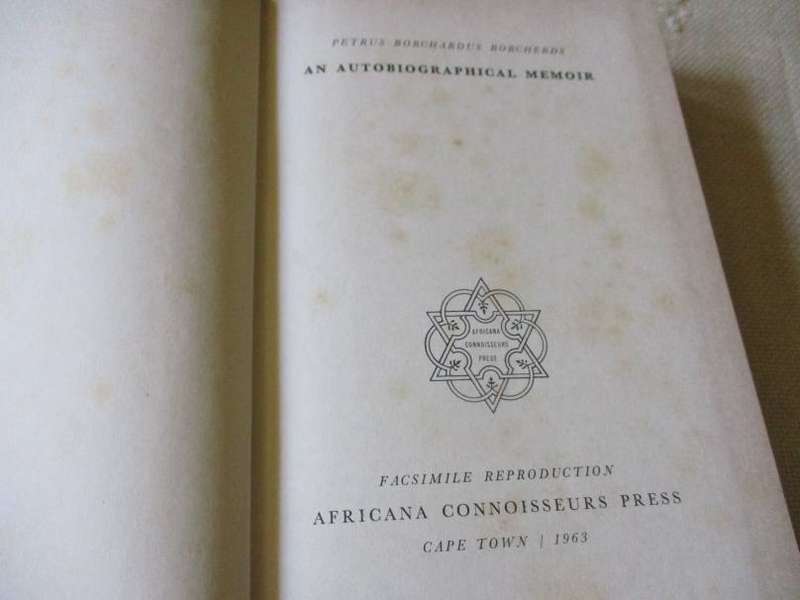 PETRUS BORCHARDUS BORCHERDS
AN AUTOBIOGRAPHICAL MEMOIR
AFRICANA
CONNOISSEURS
PRESS
FACSIMILE REPRODUCTION
AFRICANA CONNOISSEURS PRESS
CAPE TOWN | 1963